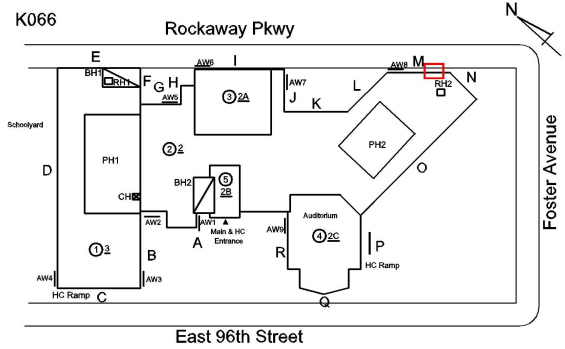 K066
N
Rockaway Pkwy
E
AW6
I
AW8
M
BH1
RH1
F
G
H
AW5
3 2A
AW7
J
K
L
RH2
N
Schoolyard
D
PH1
2 2
PH2
O
Foster Avenue
BH2
5
2B
CH
AW2
A
AW1
Main & HC
Entrance
Auditorium
AW9
4 2C
R
P
HC Ramp
1 3
B
AW4
AW3
HC Ramp
C
Q
East 96th Street